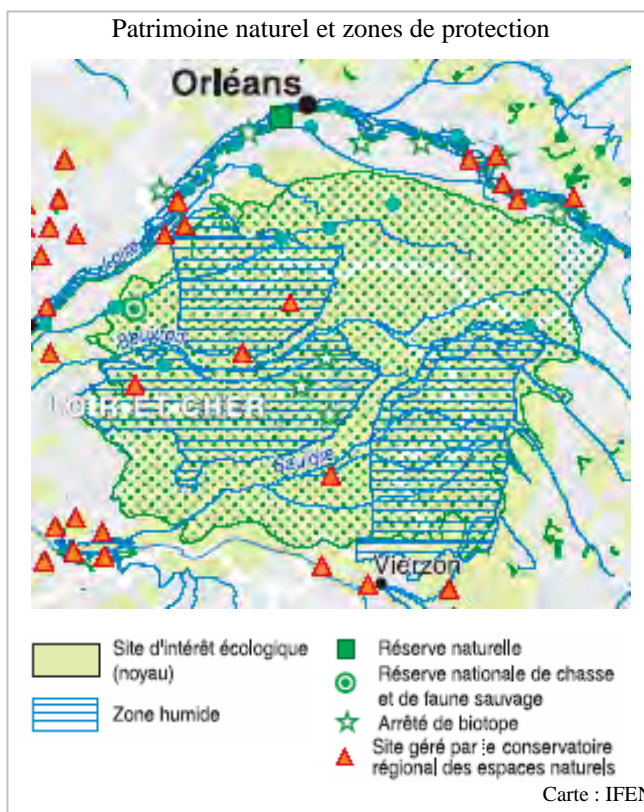 Patrimoine naturel et zones de protection
Orléans
Loire
Beuvron
LOIR ET CHER
Sauldre
Vierzon
Site d'intérêt écologique
(noyau)
Zone humide
Réserve naturelle
Réserve nationale de chasse
et de faune sauvage
Arrêté de biotope
Site géré par le conservatoire
régional des espaces naturels
Carte : IFEN